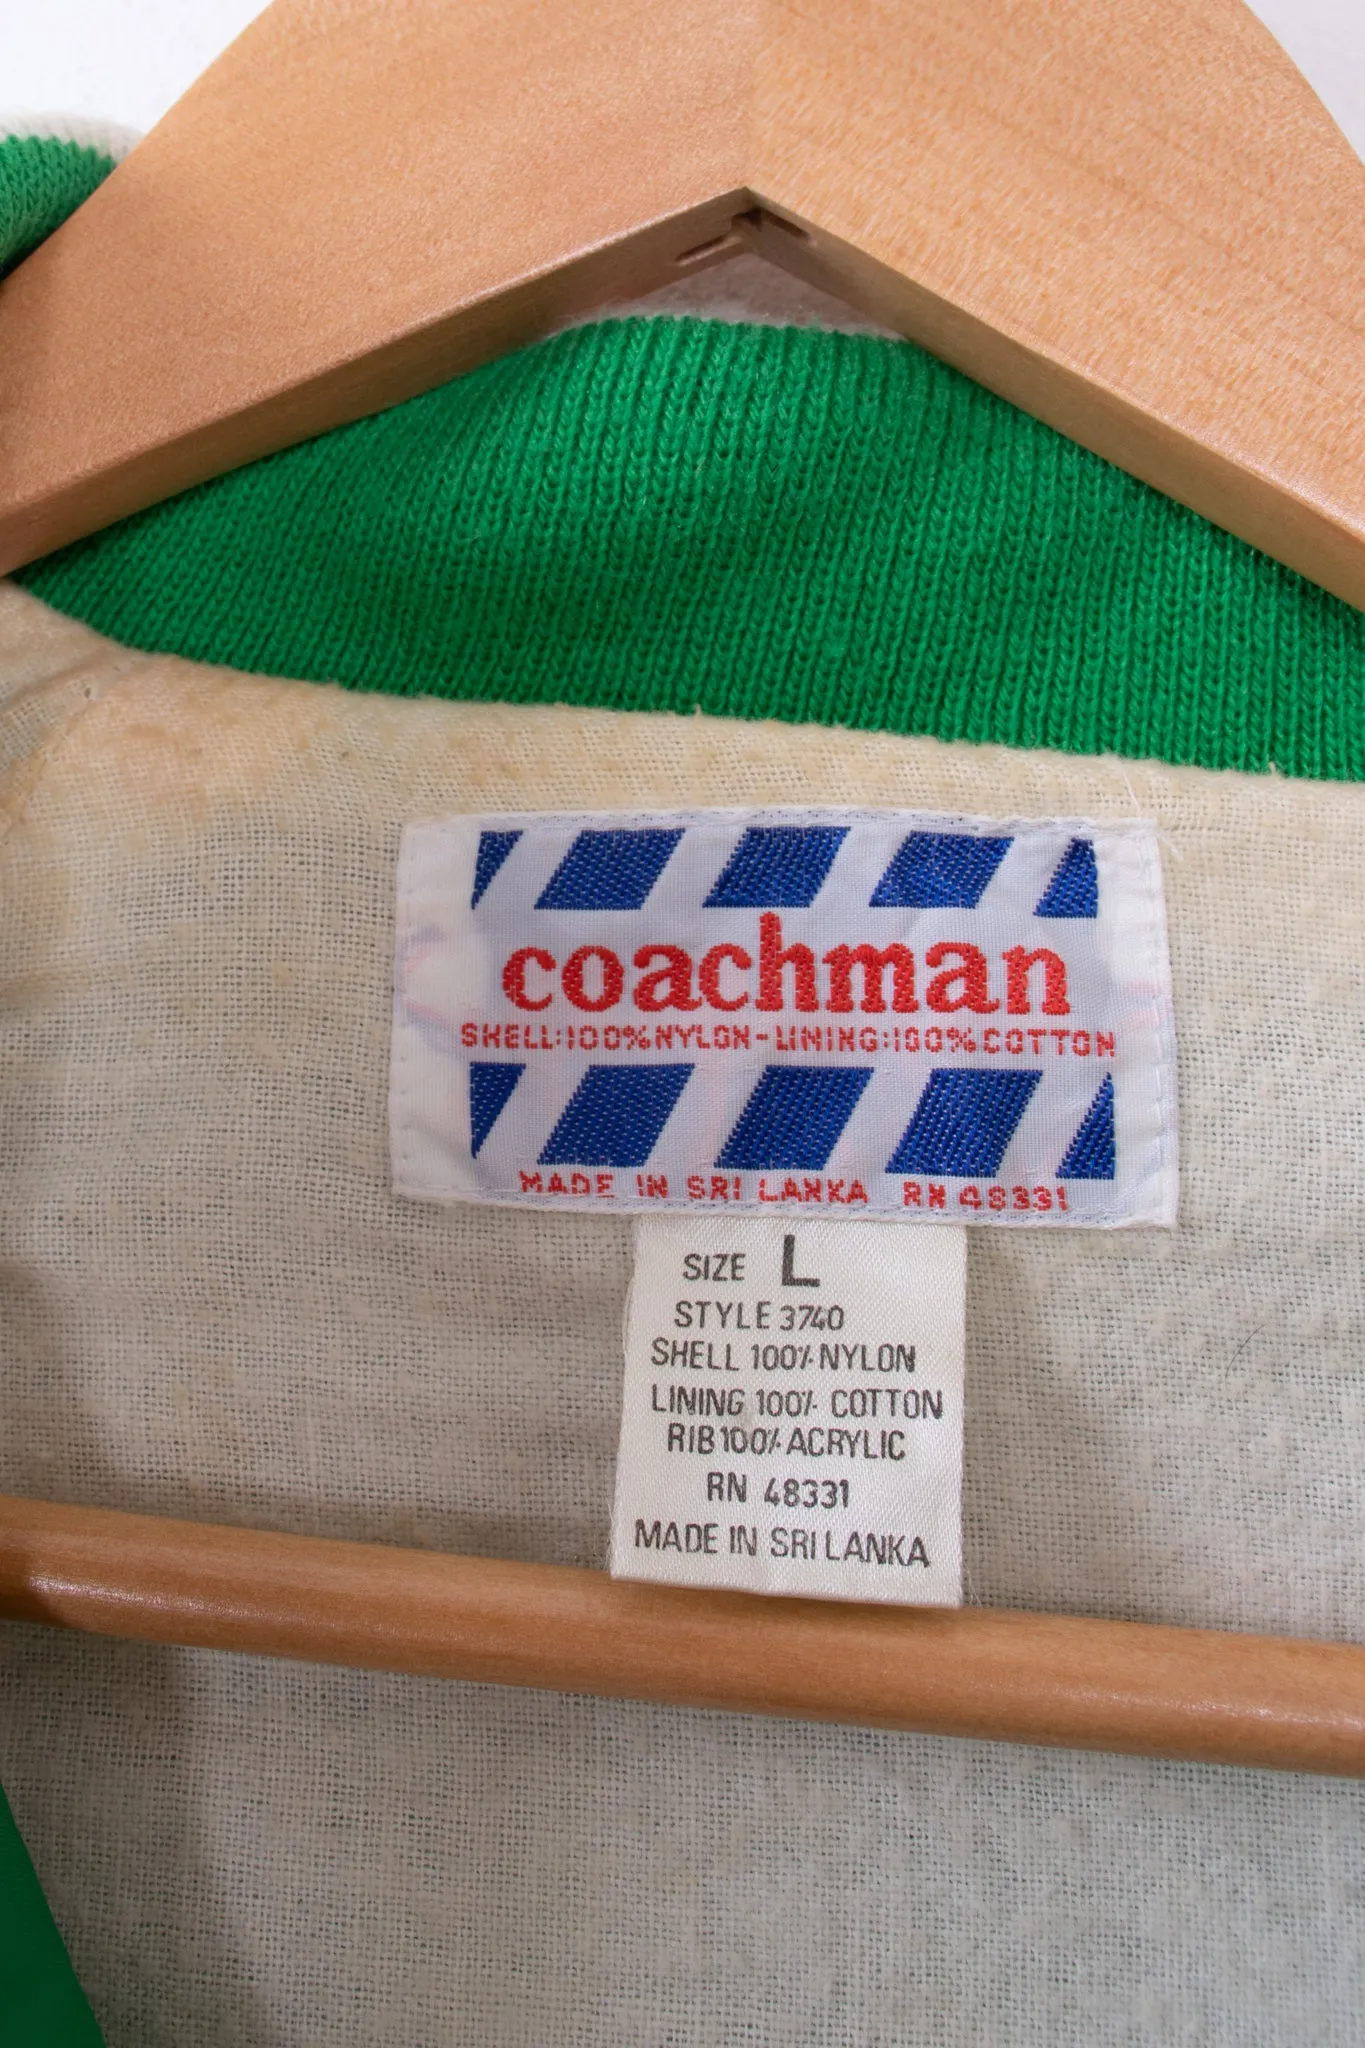 coachman
SHELL:100%NYLON-LINING:100%COTTON
MADE IN SRI LANKA RN 48331
SIZE L
STYLE 3740
SHELL 100% NYLON
LINING 100% COTTON
RIB 100% ACRYLIC
RN 48331
MADE IN SRI LANKA